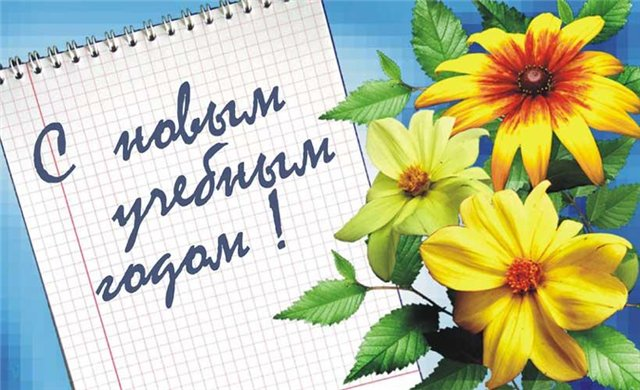 С новым
учебным
годом !